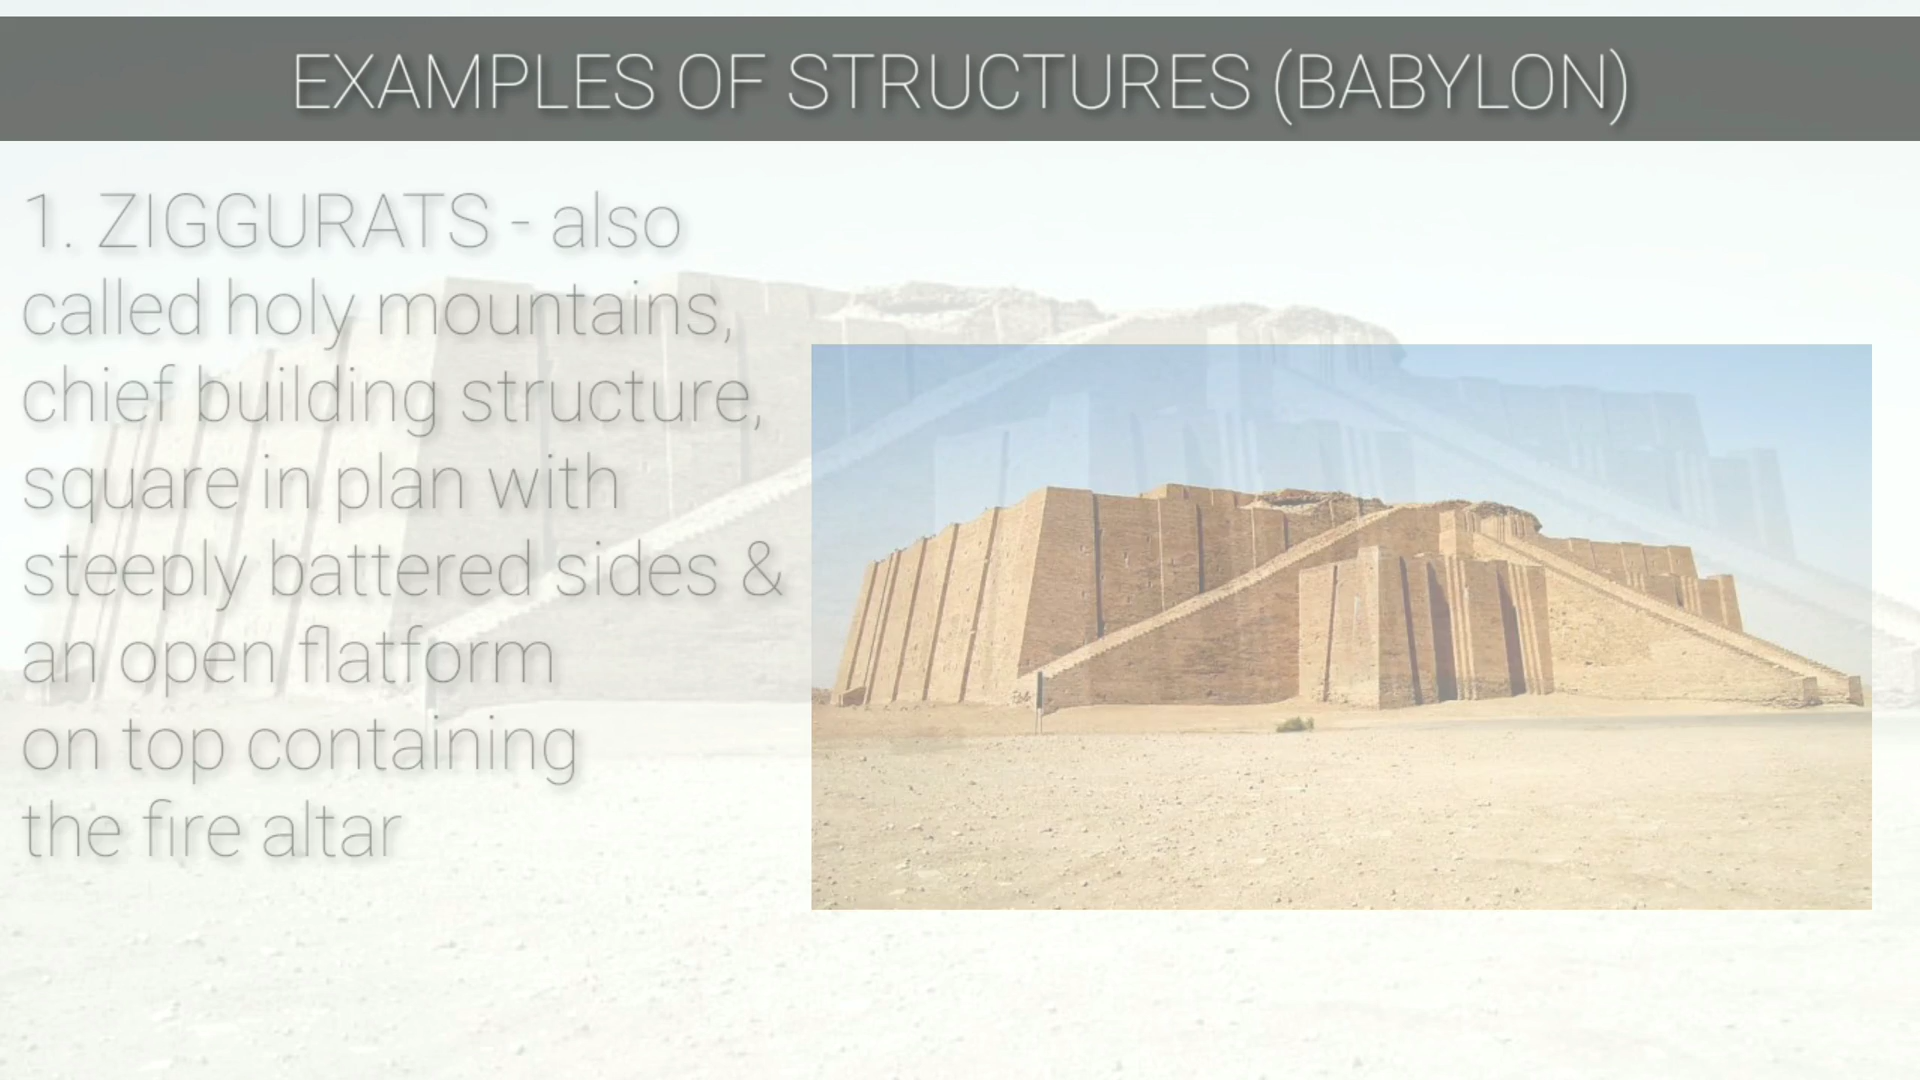 EXAMPLES OF STRUCTURES (BABYLON)
1. ZIGGURATS - also
called holy mountains,
chief building structure,
square in plan with
steeply battered sides &
an open flatform
on top containing
the fire altar